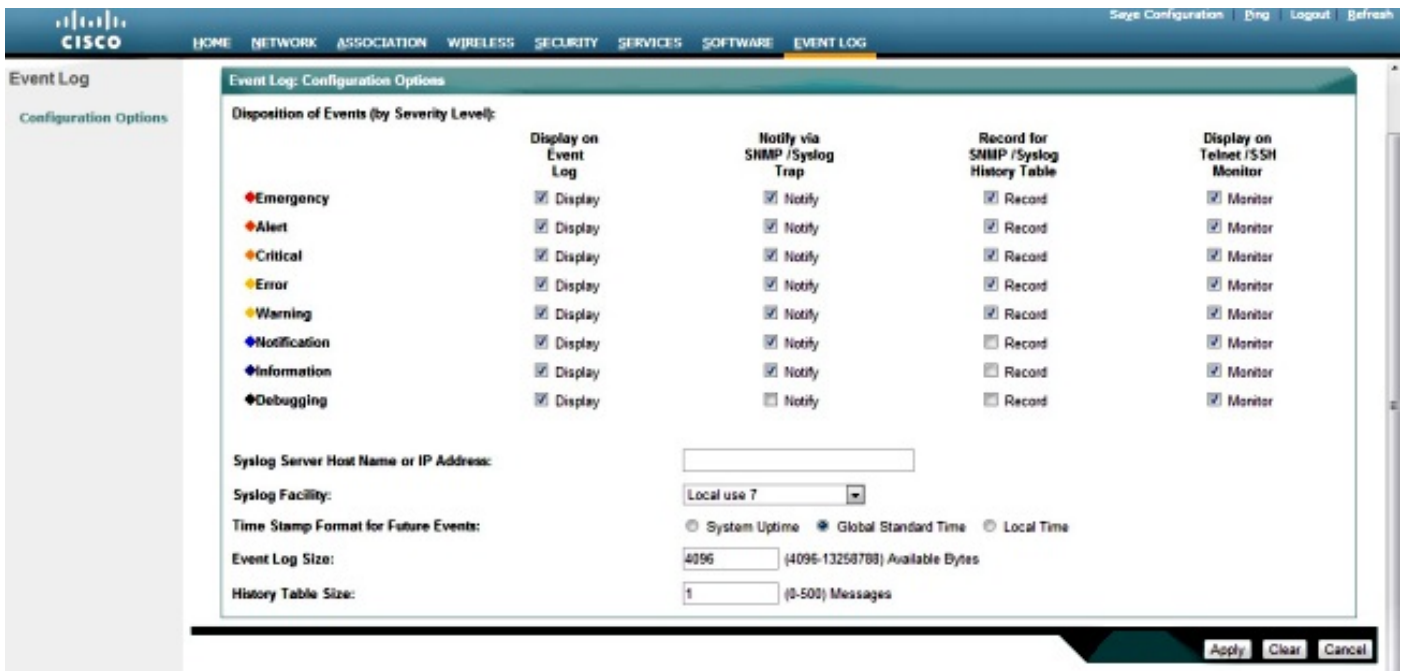 Save Configuration | Ping | Logout | Refresh
CISCO
HOME NETWORK ASSOCIATION WIRELESS SECURITY SERVICES SOFTWARE EVENT LOG
Event Log
Configuration Options
Event Log: Configuration Options
Disposition of Events (by Severity Level):
Display on Event Log
Notify via SNMP /Syslog Trap
Record for SNMP /Syslog History Table
Display on Telnet /SSH Monitor
Emergency Display Notify Record Monitor
Alert Display Notify Record Monitor
Critical Display Notify Record Monitor
Error Display Notify Record Monitor
Warning Display Notify Record Monitor
Notification Display Notify Record Monitor
Information Display Notify Record Monitor
Debugging Display Notify Record Monitor
Syslog Server Host Name or IP Address:
Syslog Facility: Local use 7
Time Stamp Format for Future Events: System Uptime Global Standard Time Local Time
Event Log Size: 4096 (4096-13258788) Available Bytes
History Table Size: 1 (0-500) Messages
Apply Clear Cancel